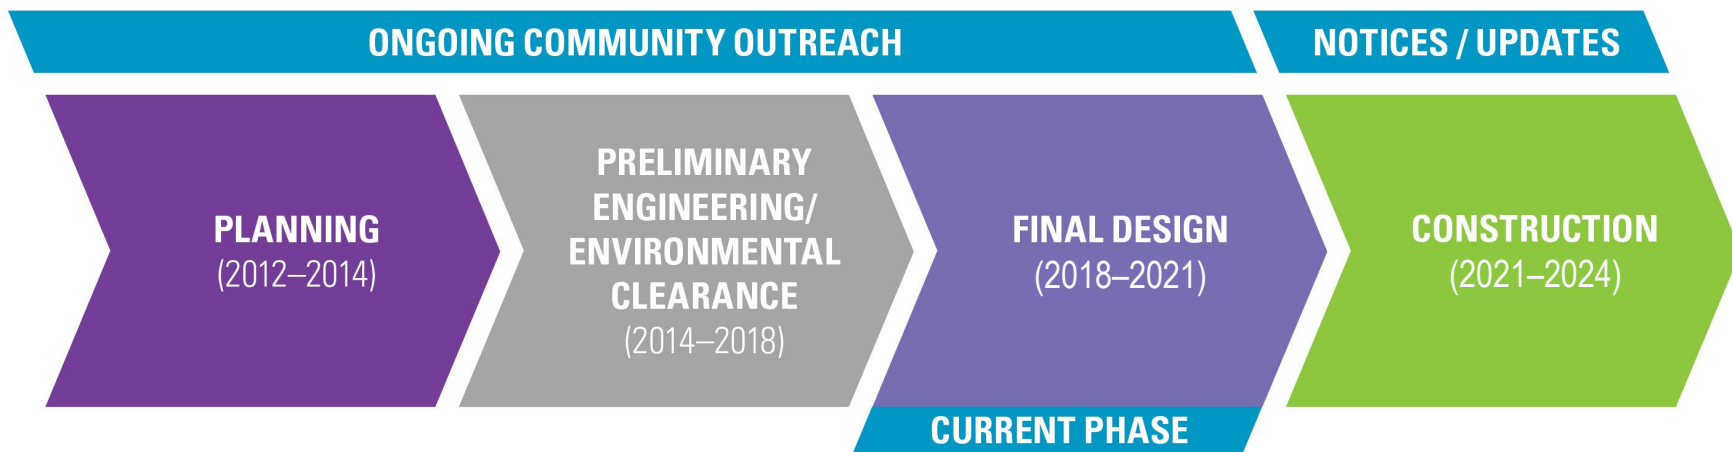 ONGOING COMMUNITY OUTREACH
NOTICES / UPDATES
PLANNING
(2012–2014)
PRELIMINARY
ENGINEERING/
ENVIRONMENTAL
CLEARANCE
(2014–2018)
FINAL DESIGN
(2018–2021)
CURRENT PHASE
CONSTRUCTION
(2021–2024)